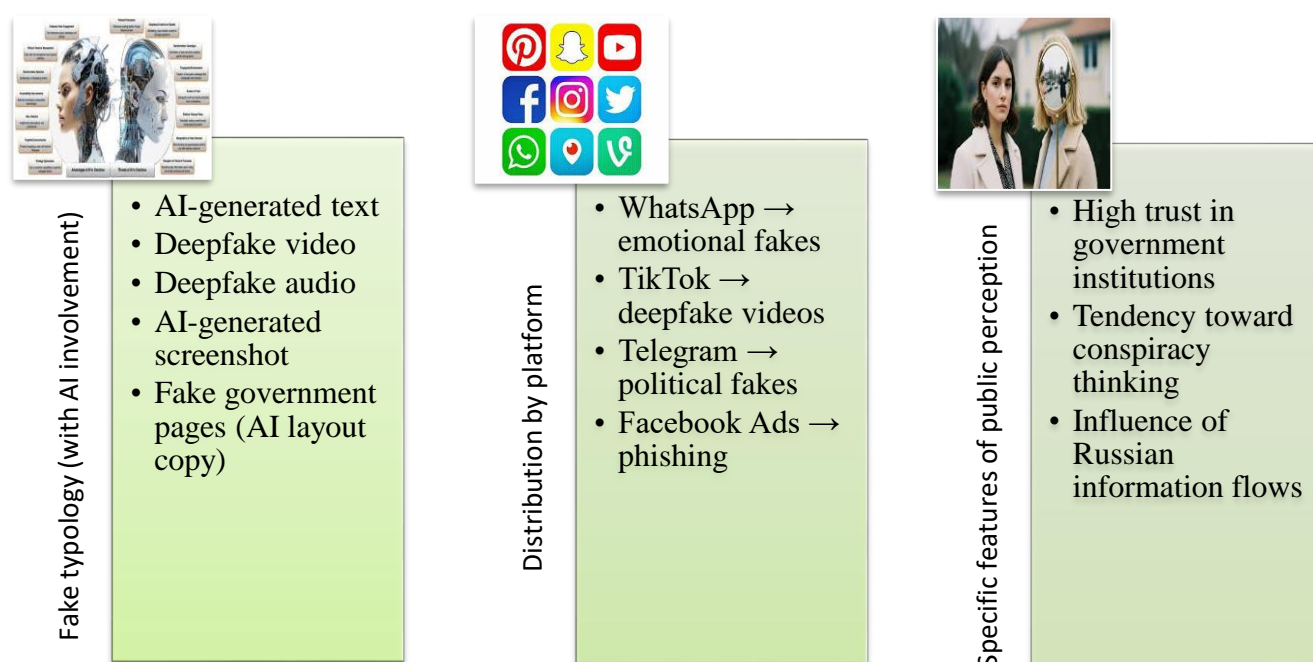 Fake typology (with AI involvement)
• AI-generated text
• Deepfake video
• Deepfake audio
• AI-generated
screenshot
• Fake government
pages (AI layout
copy)
Distribution by platform
• WhatsApp →
emotional fakes
• TikTok →
deepfake videos
• Telegram →
political fakes
• Facebook Ads →
phishing
Specific features of public perception
• High trust in
government
institutions
• Tendency toward
conspiracy
thinking
• Influence of
Russian
information flows